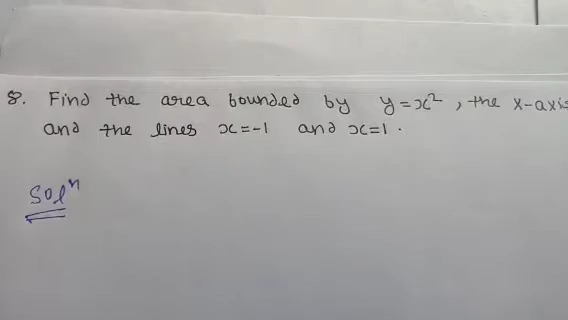 8. Find the area bounded by y=x², the x-axis
and the lines x=-1 and x=1.
Solⁿ